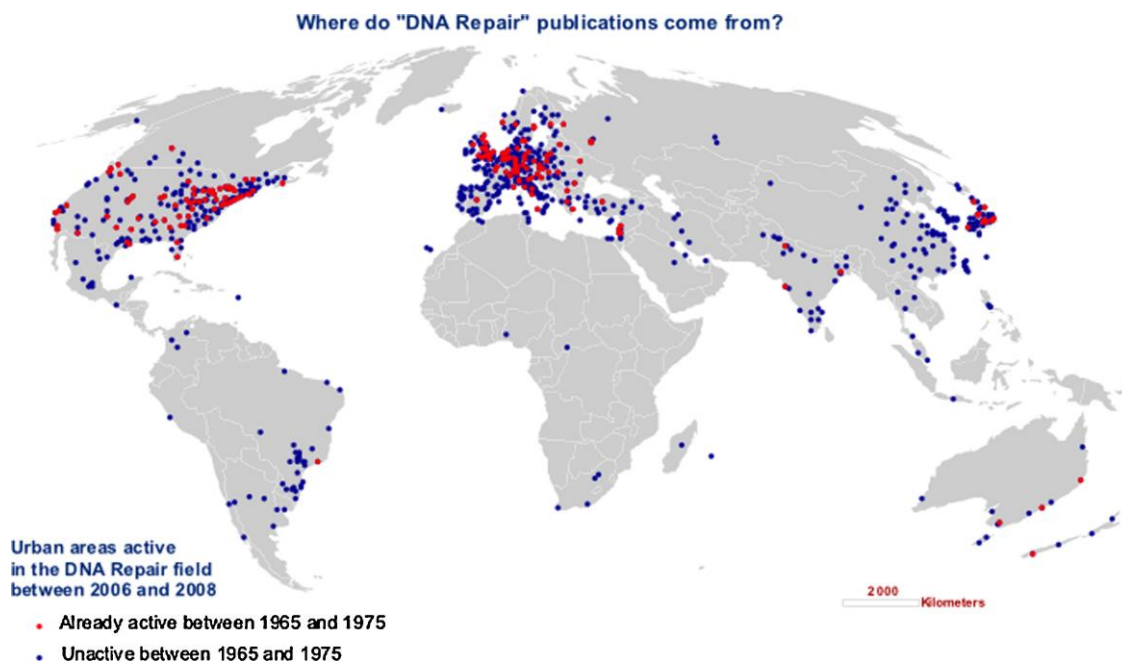 Where do "DNA Repair" publications come from?
Urban areas active
in the DNA Repair field
between 2006 and 2008
Already active between 1965 and 1975
Unactive between 1965 and 1975
2000
Kilometers